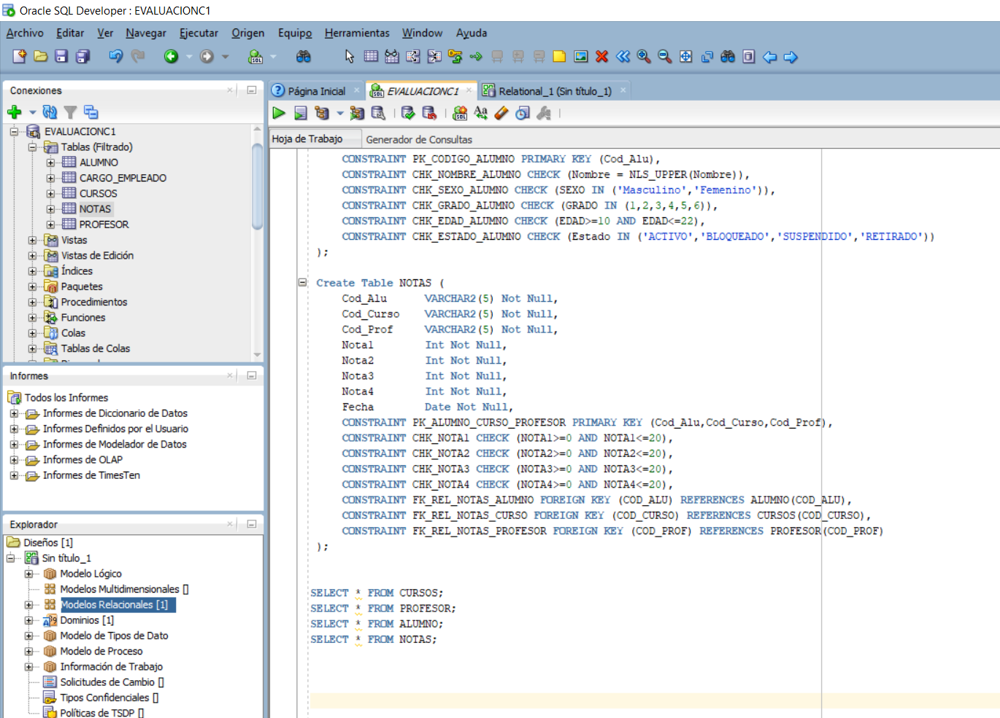 Oracle SQL Developer : EVALUACIONC1
Archivo Editar Ver Navegar Ejecutar Origen Equipo Herramientas Window Ayuda
Conexiones
EVALUACIONC1
Tablas (Filtrado)
ALUMNO
CARGO_EMPLEADO
CURSOS
NOTAS
PROFESOR
Vistas
Vistas de Edición
Índices
Paquetes
Procedimientos
Funciones
Colas
Tablas de Colas
Informes
Todos los Informes
Informes de Diccionario de Datos
Informes Definidos por el Usuario
Informes de Modelador de Datos
Informes de OLAP
Informes de TimesTen
Explorador
Diseños [1]
Sin título_1
Modelo Lógico
Modelos Multidimensionales []
Modelos Relacionales [1]
Dominios [1]
Modelo de Tipos de Dato
Modelo de Proceso
Información de Trabajo
Solicitudes de Cambio []
Tipos Confidenciales []
Políticas de TSDP []
Página Inicial
EVALUACIONC1
Relational_1 (Sin título_1)
Hoja de Trabajo
Generador de Consultas
CONSTRAINT PK_CODIGO_ALUMNO PRIMARY KEY (Cod_Alu),
CONSTRAINT CHK_NOMBRE_ALUMNO CHECK (Nombre = NLS_UPPER(Nombre)),
CONSTRAINT CHK_SEXO_ALUMNO CHECK (SEXO IN ('Masculino','Femenino')),
CONSTRAINT CHK_GRADO_ALUMNO CHECK (GRADO IN (1,2,3,4,5,6)),
CONSTRAINT CHK_EDAD_ALUMNO CHECK (EDAD>=10 AND EDAD<=22),
CONSTRAINT CHK_ESTADO_ALUMNO CHECK (Estado IN ('ACTIVO','BLOQUEADO','SUSPENDIDO','RETIRADO'))
);
Create Table NOTAS (
Cod_Alu VARCHAR2(5) Not Null,
Cod_Curso VARCHAR2(5) Not Null,
Cod_Prof VARCHAR2(5) Not Null,
Nota1 Int Not Null,
Nota2 Int Not Null,
Nota3 Int Not Null,
Nota4 Int Not Null,
Fecha Date Not Null,
CONSTRAINT PK_ALUMNO_CURSO_PROFESOR PRIMARY KEY (Cod_Alu,Cod_Curso,Cod_Prof),
CONSTRAINT CHK_NOTA1 CHECK (NOTA1>=0 AND NOTA1<=20),
CONSTRAINT CHK_NOTA2 CHECK (NOTA2>=0 AND NOTA2<=20),
CONSTRAINT CHK_NOTA3 CHECK (NOTA3>=0 AND NOTA3<=20),
CONSTRAINT CHK_NOTA4 CHECK (NOTA4>=0 AND NOTA4<=20),
CONSTRAINT FK_REL_NOTAS_ALUMNO FOREIGN KEY (COD_ALU) REFERENCES ALUMNO(COD_ALU),
CONSTRAINT FK_REL_NOTAS_CURSO FOREIGN KEY (COD_CURSO) REFERENCES CURSOS(COD_CURSO),
CONSTRAINT FK_REL_NOTAS_PROFESOR FOREIGN KEY (COD_PROF) REFERENCES PROFESOR(COD_PROF)
);
SELECT * FROM CURSOS;
SELECT * FROM PROFESOR;
SELECT * FROM ALUMNO;
SELECT * FROM NOTAS;